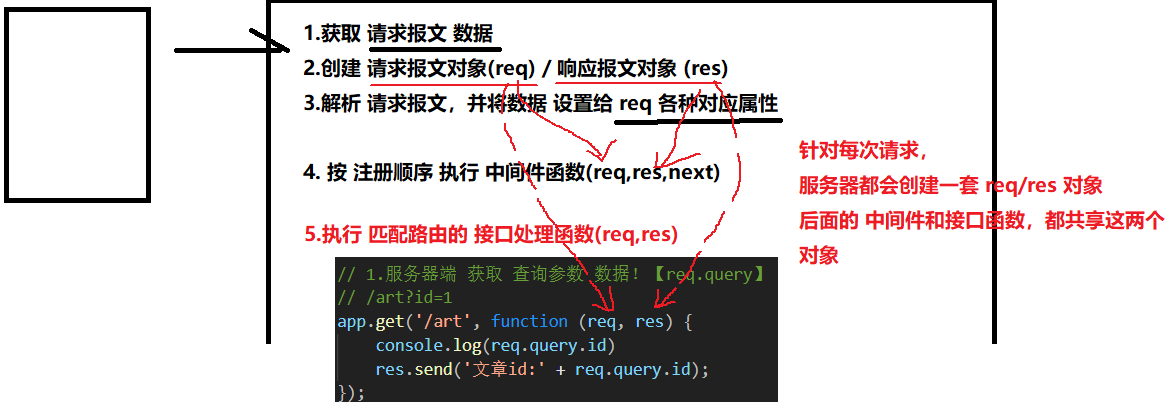 1.获取 请求报文 数据
2.创建 请求报文对象(req) / 响应报文对象 (res)
3.解析 请求报文，并将数据 设置给 req 各种对应属性
4. 按 注册顺序 执行 中间件函数(req,res,next)
针对每次请求，
服务器都会创建一套 req/res 对象
后面的 中间件和接口函数，都共享这两个
对象
5.执行 匹配路由的 接口处理函数(req,res)
// 1.服务器端 获取 查询参数 数据！【req.query】
// /art?id=1
app.get('/art', function (req, res) {
    console.log(req.query.id)
    res.send('文章id:' + req.query.id);
});